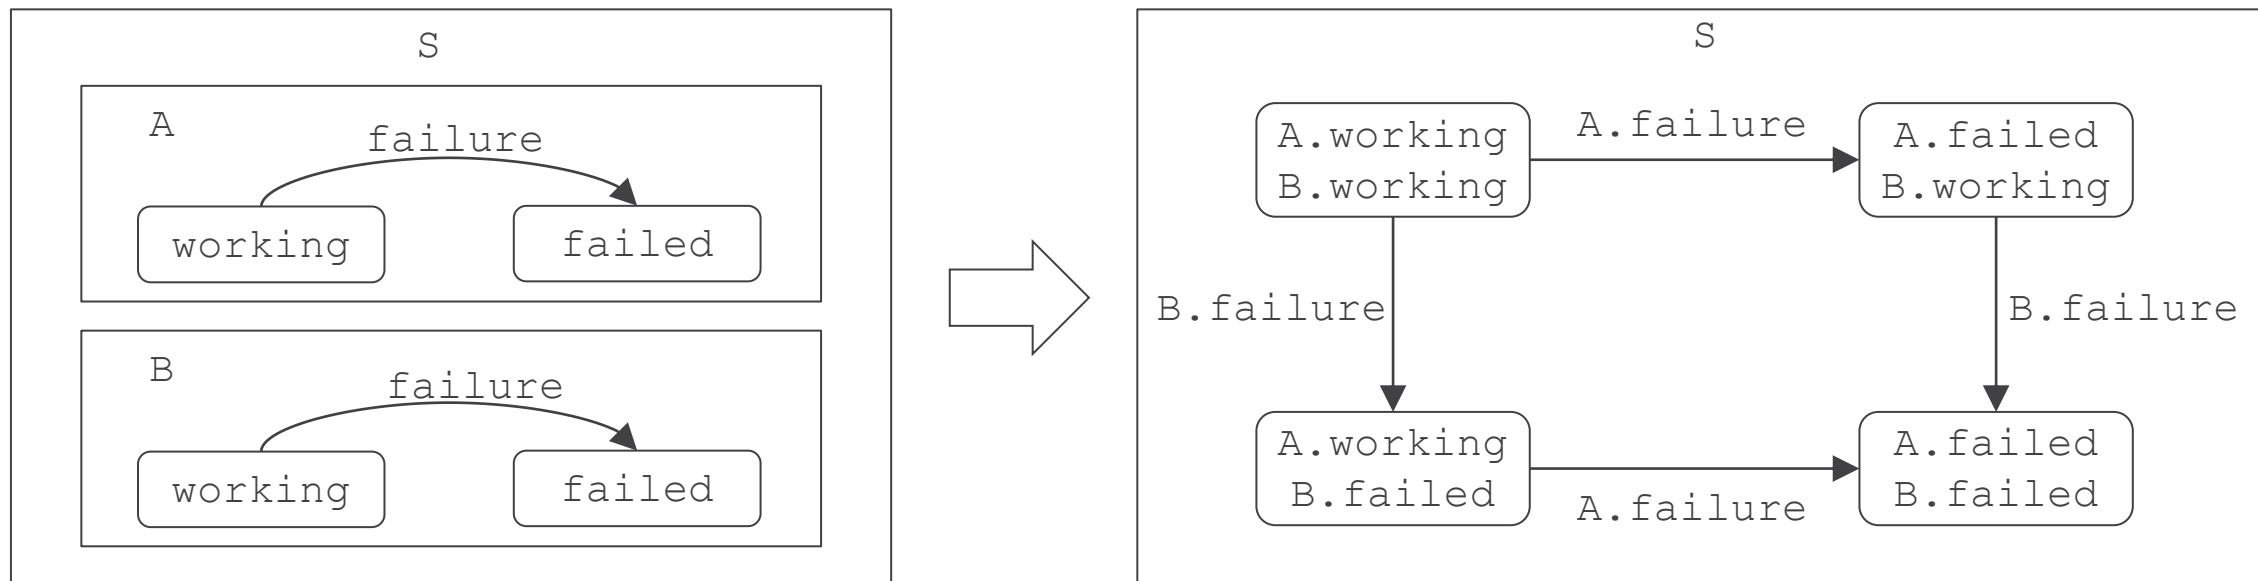 S
A
failure
working
failed
B
failure
working
failed
S
A.working
B.working
A.failure
A.failed
B.working
B.failure
B.failure
A.working
B.failed
A.failure
A.failed
B.failed